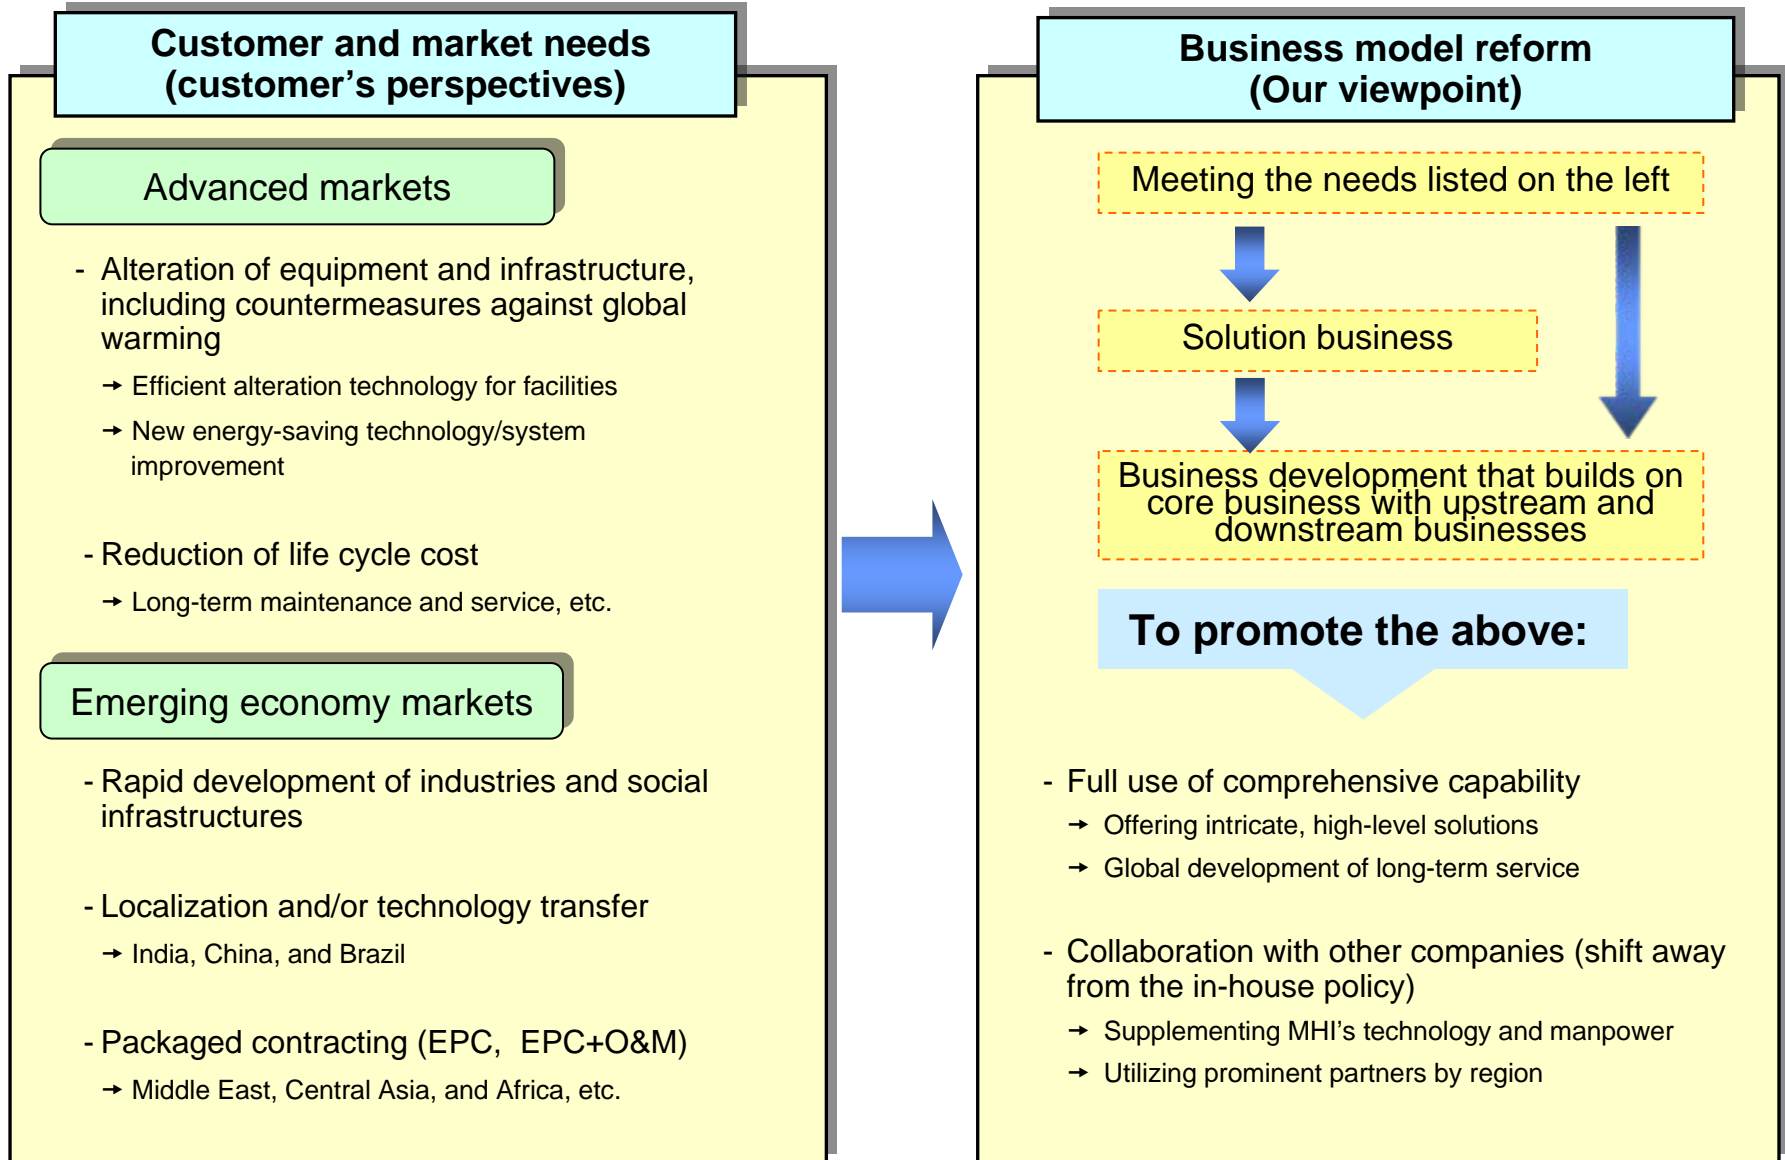 Customer and market needs
(customer’s perspectives)
Advanced markets
- Alteration of equipment and infrastructure,
including countermeasures against global
warming
→ Efficient alteration technology for facilities
→ New energy-saving technology/system
improvement
- Reduction of life cycle cost
→ Long-term maintenance and service, etc.
Emerging economy markets
- Rapid development of industries and social
infrastructures
- Localization and/or technology transfer
→ India, China, and Brazil
- Packaged contracting (EPC, EPC+O&M)
→ Middle East, Central Asia, and Africa, etc.
Business model reform
(Our viewpoint)
Meeting the needs listed on the left
Solution business
Business development that builds on
core business with upstream and
downstream businesses
To promote the above:
- Full use of comprehensive capability
→ Offering intricate, high-level solutions
→ Global development of long-term service
- Collaboration with other companies (shift away
from the in-house policy)
→ Supplementing MHI’s technology and manpower
→ Utilizing prominent partners by region